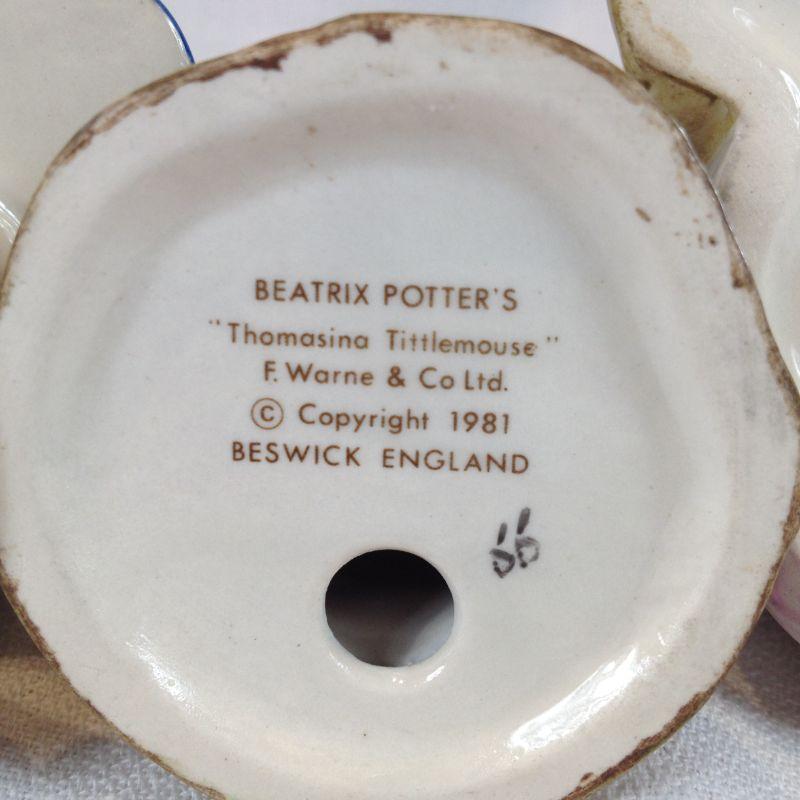 BEATRIX POTTER'S
"Thomasina Tittlemouse"
F. Warne & Co Ltd.
© Copyright 1981
BESWICK ENGLAND